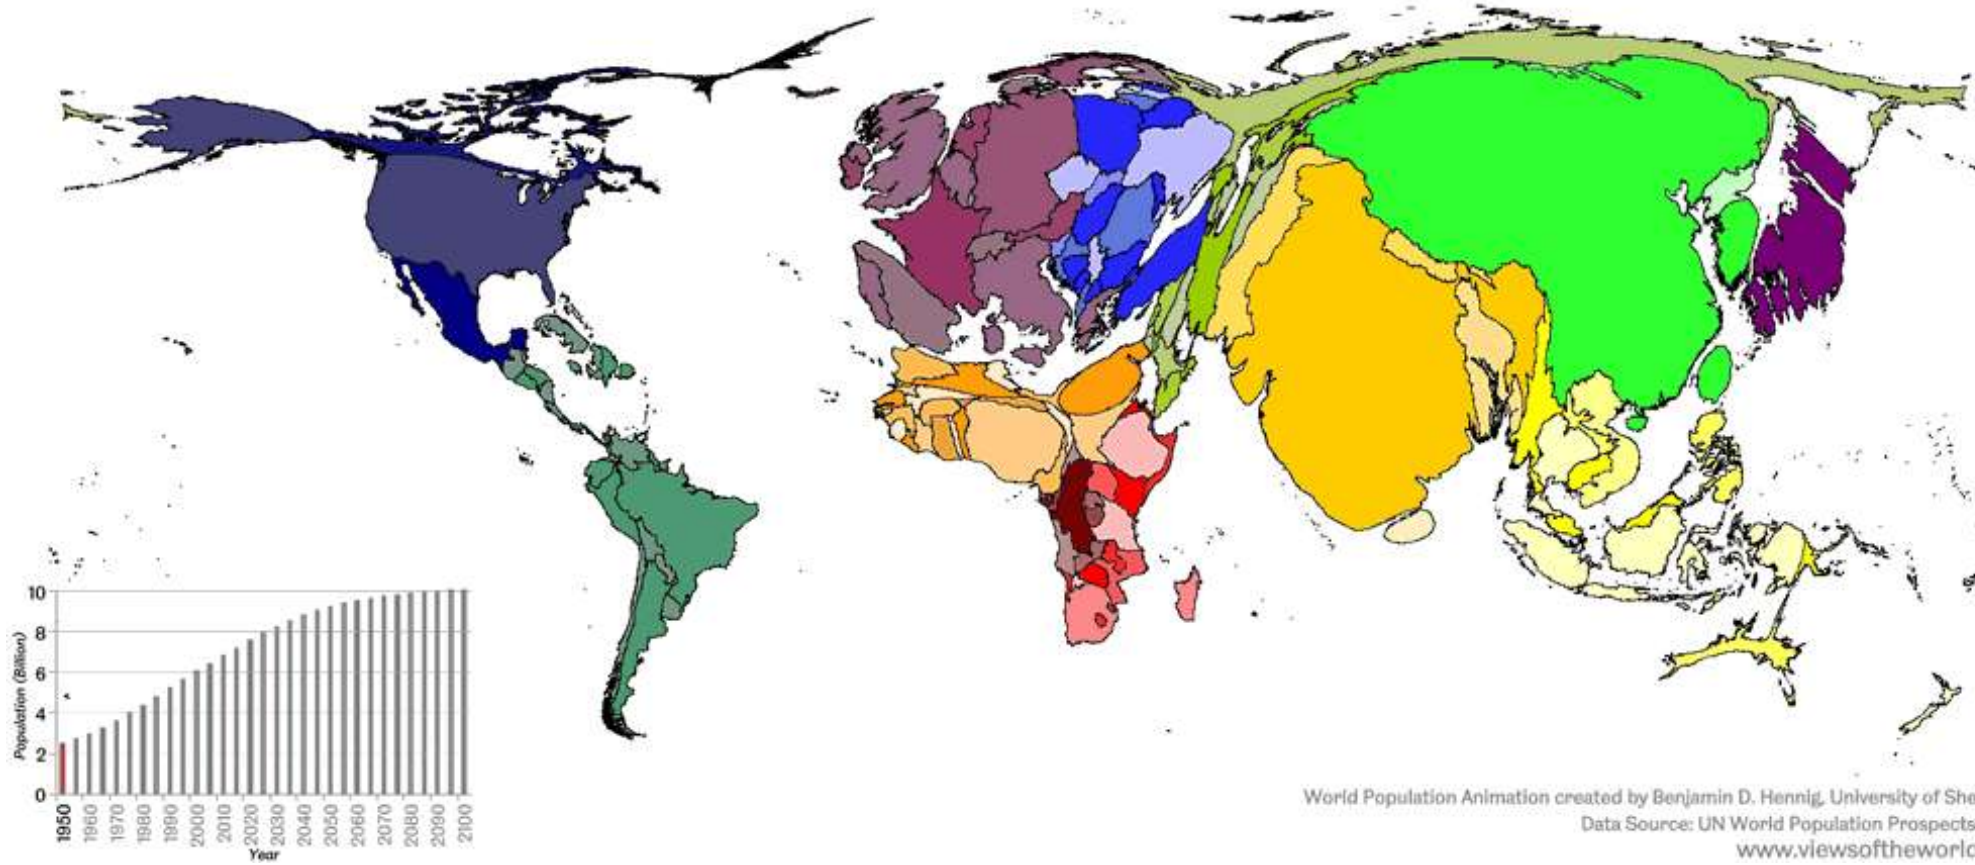 10
8
6
4
2
0
Population (Billion)
1950 1960 1970 1980 1990 2000 2010 2020 2030 2040 2050 2060 2070 2080 2090 2100
Year
World Population Animation created by Benjamin D. Hennig, University of She
Data Source: UN World Population Prospects
www.viewsoftheworld